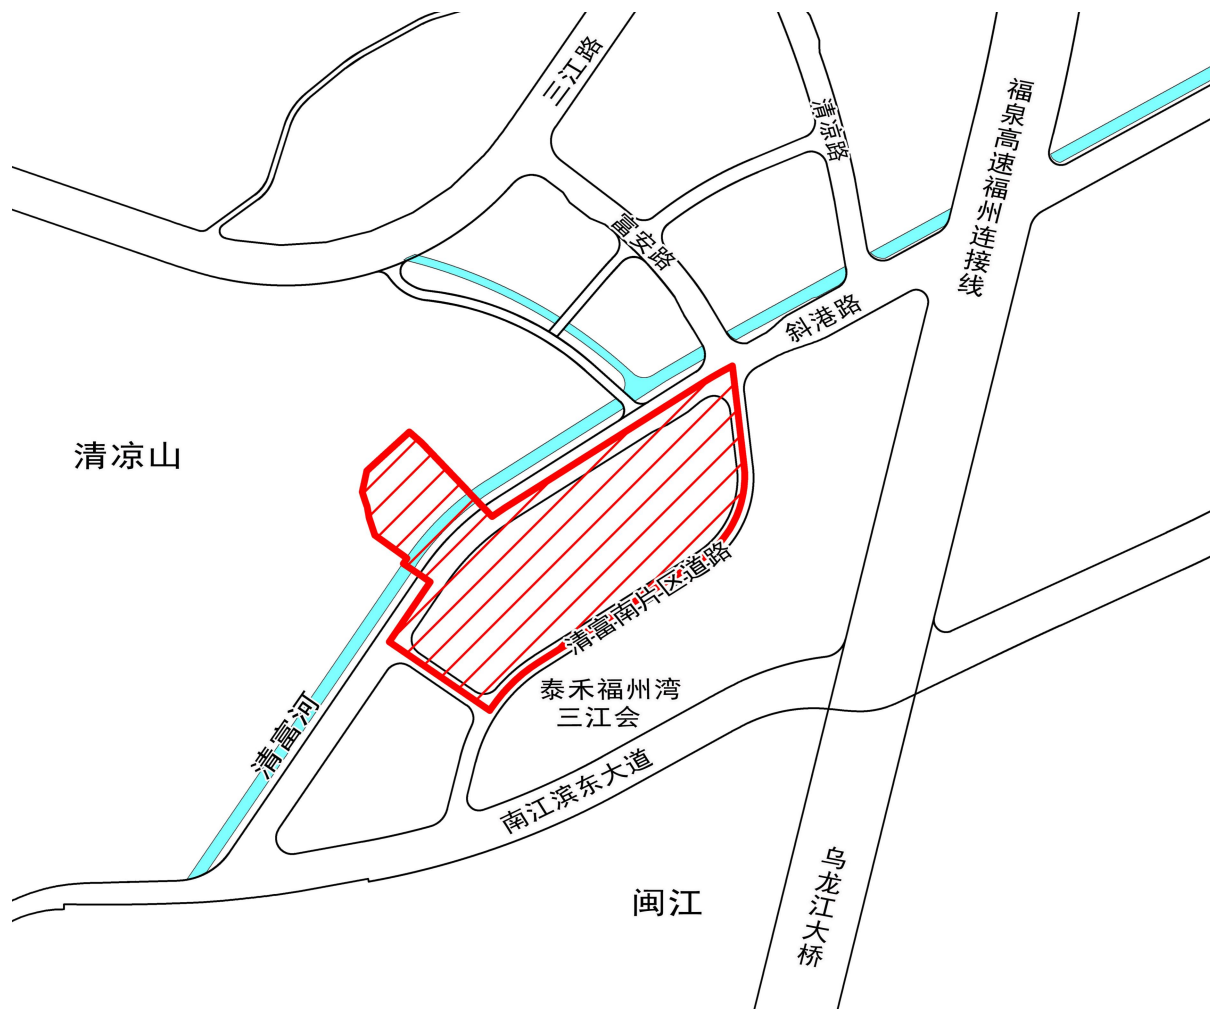 三江路
福泉高速福州连接线
清凉路
富安路
斜港路
清凉山
清富南片区道路
泰禾福州湾
三江会
清富河
南江滨东大道
乌龙江大桥
闽江